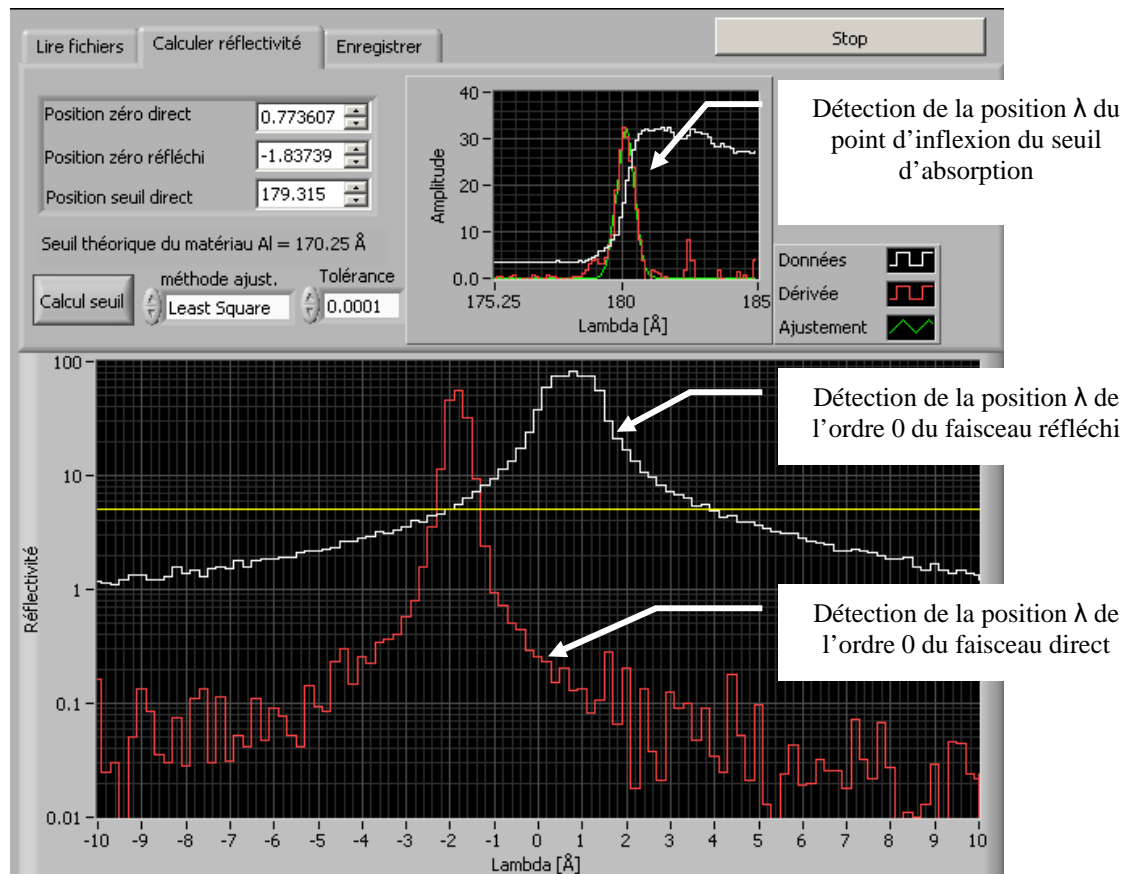 Lire fichiers
Calculer réflectivité
Enregistrer
Stop
Position zéro direct
0.773607
Position zéro réfléchi
-1.83739
Position seuil direct
179.315
Seuil théorique du matériau Al = 170.25 Å
Calcul seuil
méthode ajust.
Least Square
Tolérance
0.0001
Amplitude
40
30
20
10
0.0
175.25
180
185
Lambda [Å]
Détection de la position λ du
point d'inflexion du seuil
d'absorption
Données
Dérivée
Ajustement
Réflectivité
100
10
1
0.1
0.01
-10
-9
-8
-7
-6
-5
-4
-3
-2
-1
0
1
2
3
4
5
6
7
8
9
10
Lambda [Å]
Détection de la position λ de
l'ordre 0 du faisceau réfléchi
Détection de la position λ de
l'ordre 0 du faisceau direct